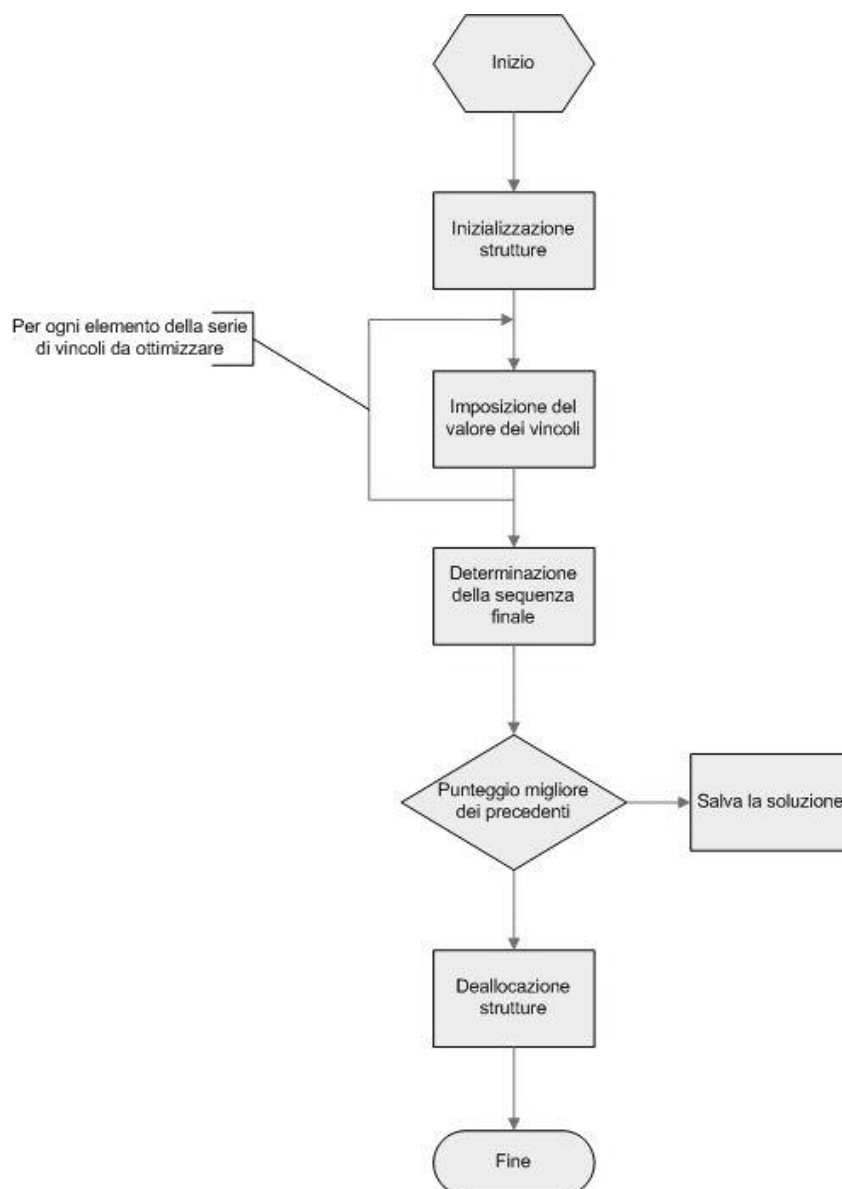 Inizio
Inizializzazione
strutture
Per ogni elemento della serie
di vincoli da ottimizzare
Imposizione del
valore dei vincoli
Determinazione
della sequenza
finale
Punteggio migliore
dei precedenti
Salva la soluzione
Deallocazione
strutture
Fine